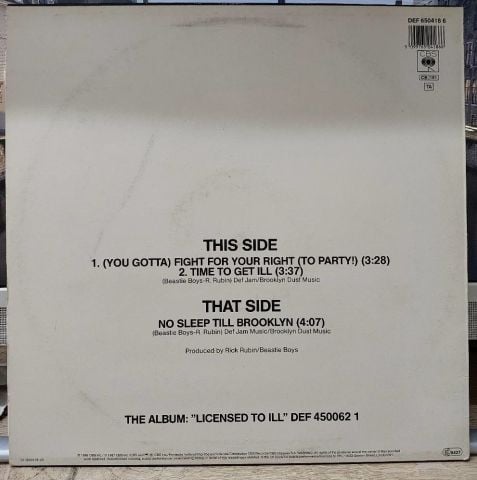 DEF 650418 6
CBS
THIS SIDE
1. (YOU GOTTA) FIGHT FOR YOUR RIGHT (TO PARTY!) (3:28)
2. TIME TO GET ILL (3:37)
(Beastie Boys-R. Rubin) Def Jam/Brooklyn Dust Music
THAT SIDE
NO SLEEP TILL BROOKLYN (4:07)
(Beastie Boys-R. Rubin) Def Jam Music/Brooklyn Dust Music
Produced by Rick Rubin/Beastie Boys
THE ALBUM: "LICENSED TO ILL" DEF 450062 1